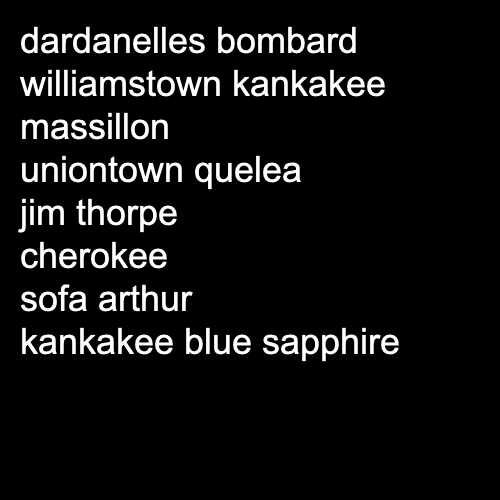 dardanelles bombard
williamstown kankakee
massillon
uniontown quelea
jim thorpe
cherokee
sofa arthur
kankakee blue sapphire